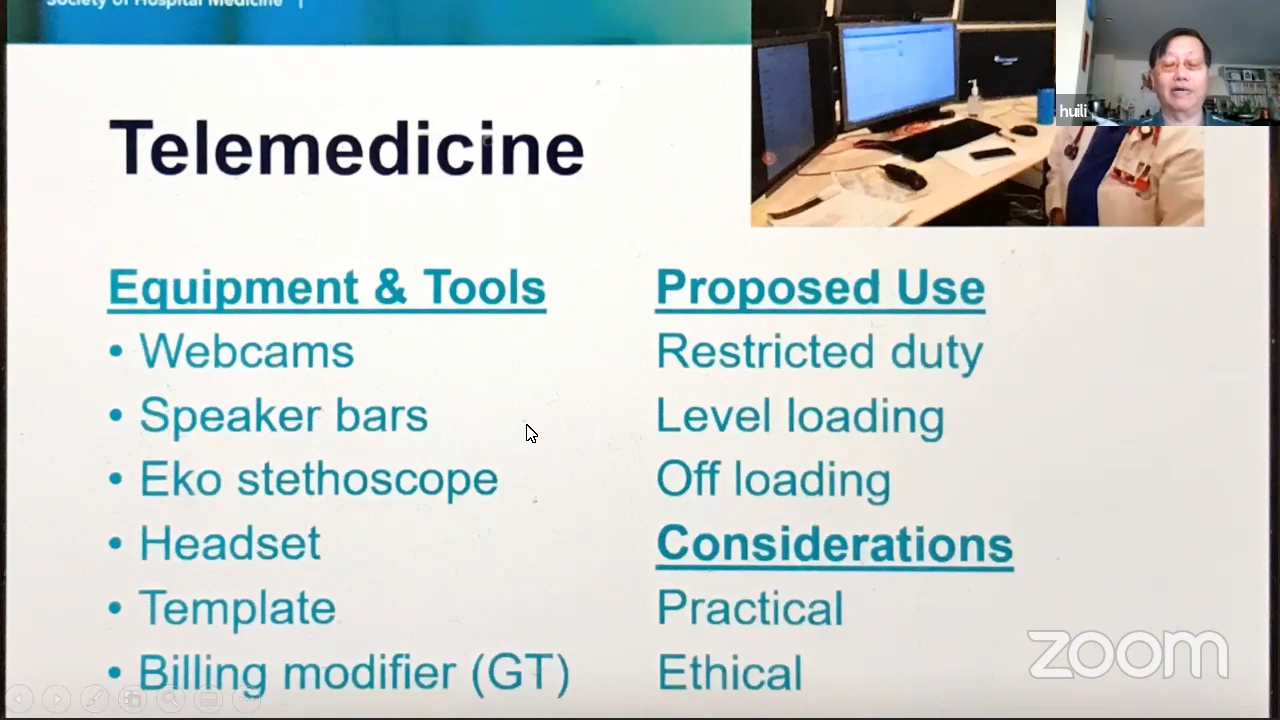 Society of Hospital Medicine |
huili
Telemedicine
Equipment & Tools
• Webcams
• Speaker bars
• Eko stethoscope
• Headset
• Template
• Billing modifier (GT)
Proposed Use
Restricted duty
Level loading
Off loading
Considerations
Practical
Ethical
zoom